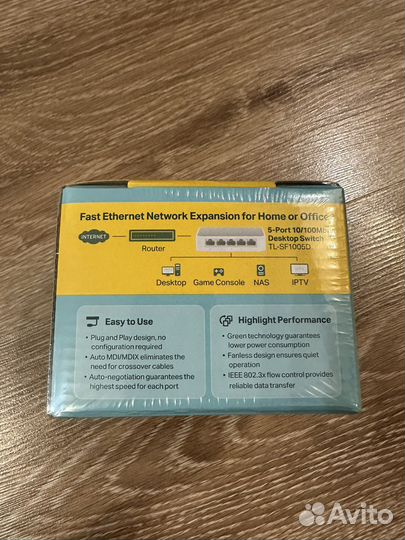 Fast Ethernet Network Expansion for Home or Office
INTERNET
Router
5-Port 10/100Mbps
Desktop Switch
TL-SF1005D
Desktop
Game Console
NAS
IPTV
Easy to Use
• Plug and Play design, no
configuration required
• Auto MDI/MDIX eliminates the
need for crossover cables
• Auto-negotiation guarantees the
highest speed for each port
Highlight Performance
• Green technology guarantees
lower power consumption
• Fanless design ensures quiet
operation
• IEEE 802.3x flow control provides
reliable data transfer
Avito